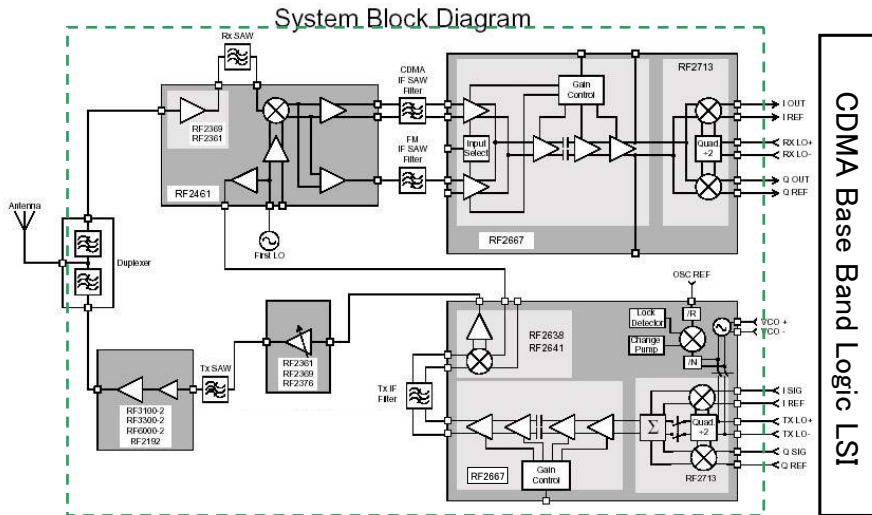 System Block Diagram
Rx SAW
CDMA
IF SAW
Filter
RF2369
RF2361
RF2461
FM
IF SAW
Filter
First LO
Gain
Control
Input
Select
RF2667
RF2713
Quad.
÷2
I OUT
I REF
RX LO+
RX LO-
Q OUT
Q REF
CDMA Base Band Logic LSI
Antenna
Duplexer
Tx SAW
RF3100-2
RF3300-2
RF6000-2
RF2192
RF2361
RF2369
RF2376
Tx IF
Filter
RF2638
RF2641
OSC REF
/R
Lock
Detector
Change
Pump
/N
VCO +
VCO -
I SIG
I REF
TX LO+
TX LO-
Q SIG
Q REF
Σ
Quad.
÷2
RF2713
Gain
Control
RF2667